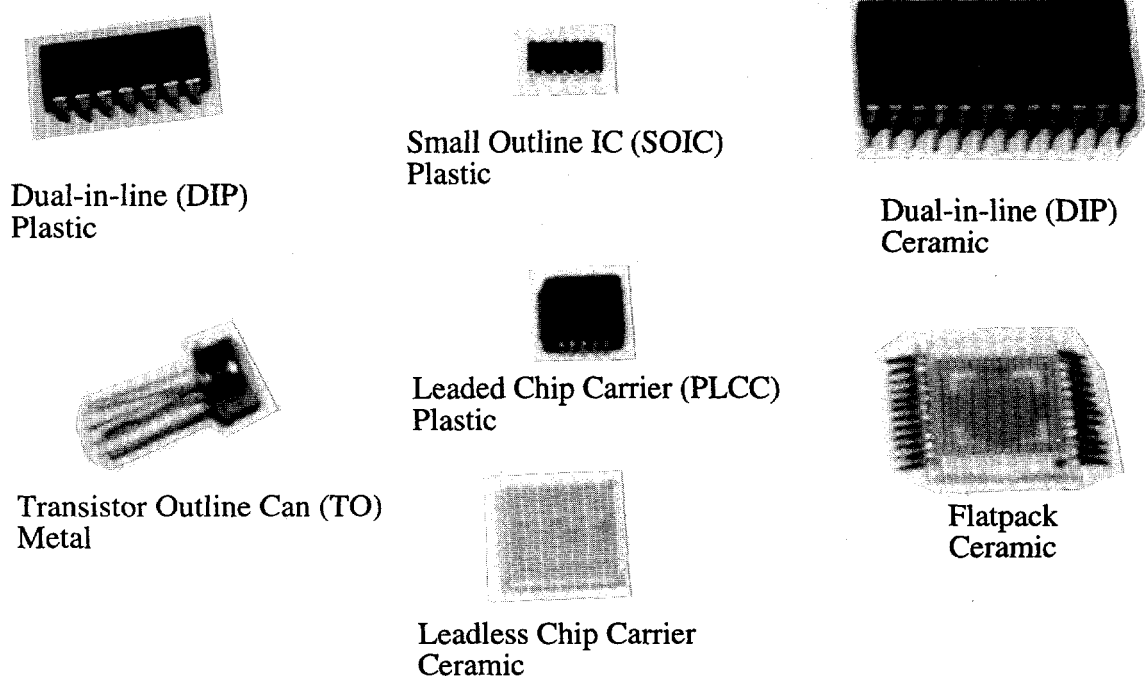 Dual-in-line (DIP)
Plastic
Small Outline IC (SOIC)
Plastic
Dual-in-line (DIP)
Ceramic
Transistor Outline Can (TO)
Metal
Leaded Chip Carrier (PLCC)
Plastic
Flatpack
Ceramic
Leadless Chip Carrier
Ceramic